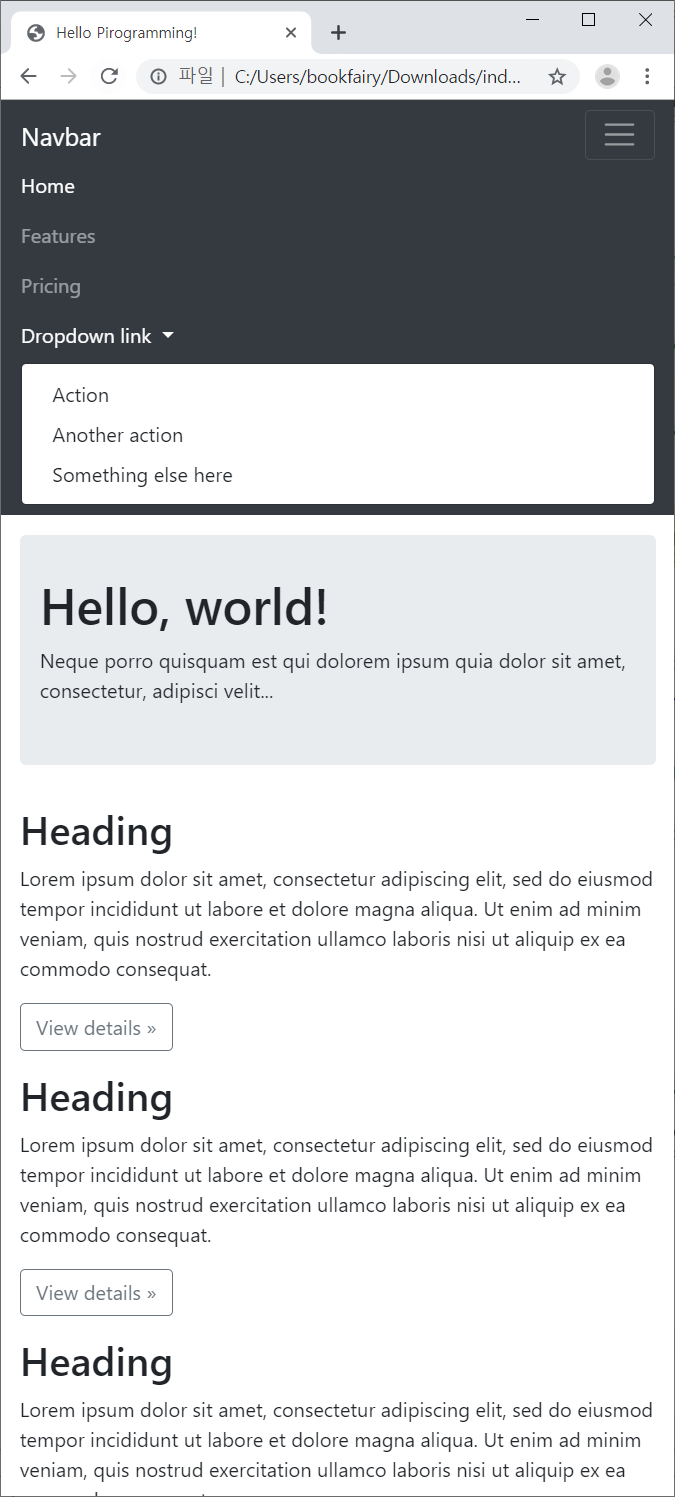 Hello Pirogramming!
파일 | C:/Users/bookfairy/Downloads/ind...
Navbar
Home
Features
Pricing
Dropdown link
Action
Another action
Something else here
Hello, world!
Neque porro quisquam est qui dolorem ipsum quia dolor sit amet,
consectetur, adipisci velit...
Heading
Lorem ipsum dolor sit amet, consectetur adipiscing elit, sed do eiusmod
tempor incididunt ut labore et dolore magna aliqua. Ut enim ad minim
veniam, quis nostrud exercitation ullamco laboris nisi ut aliquip ex ea
commodo consequat.
View details »
Heading
Lorem ipsum dolor sit amet, consectetur adipiscing elit, sed do eiusmod
tempor incididunt ut labore et dolore magna aliqua. Ut enim ad minim
veniam, quis nostrud exercitation ullamco laboris nisi ut aliquip ex ea
commodo consequat.
View details »
Heading
Lorem ipsum dolor sit amet, consectetur adipiscing elit, sed do eiusmod
tempor incididunt ut labore et dolore magna aliqua. Ut enim ad minim
veniam, quis nostrud exercitation ullamco laboris nisi ut aliquip ex ea